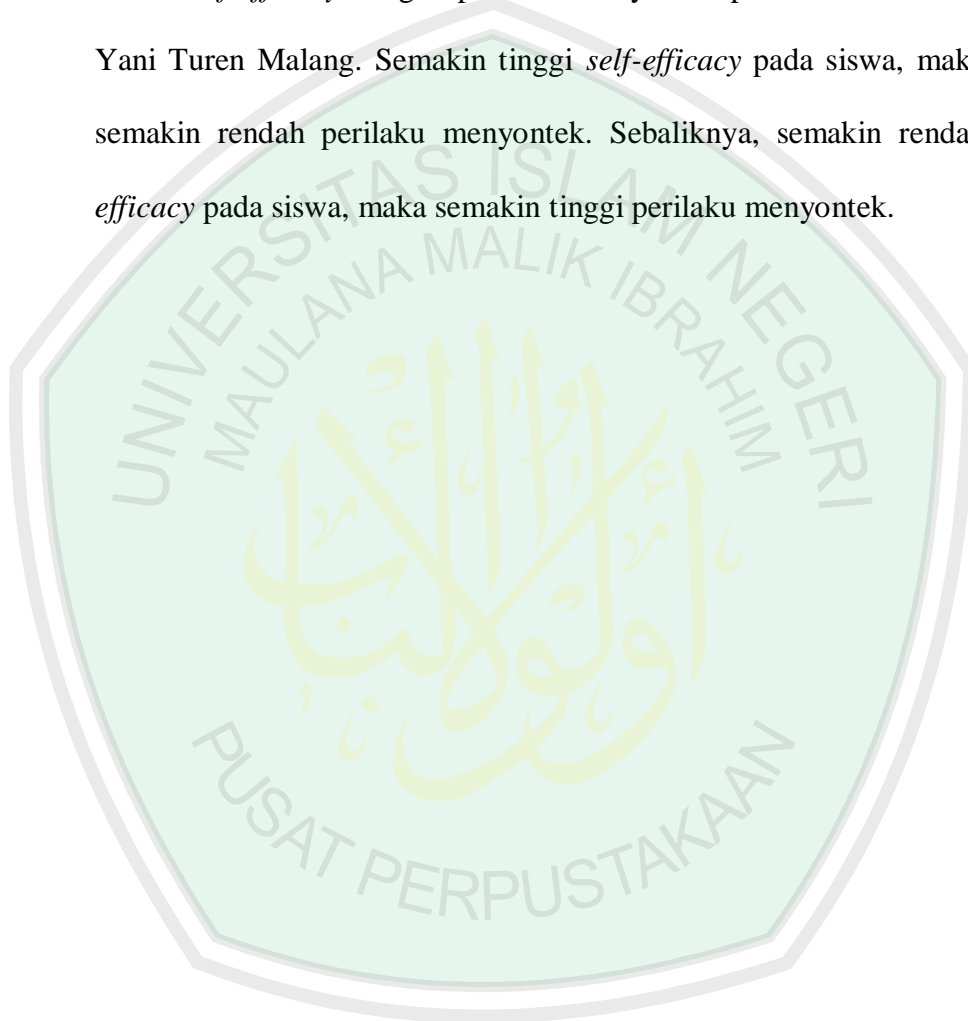 Yani Turen Malang. Semakin tinggi self-efficacy pada siswa, mak
semakin rendah perilaku menyontek. Sebaliknya, semakin renda
efficacy pada siswa, maka semakin tinggi perilaku menyontek.
UNIVERSITAS ISLAM NEGERI
MAULANA MALIK IBRAHIM
PUSAT PERPUSTAKAAN